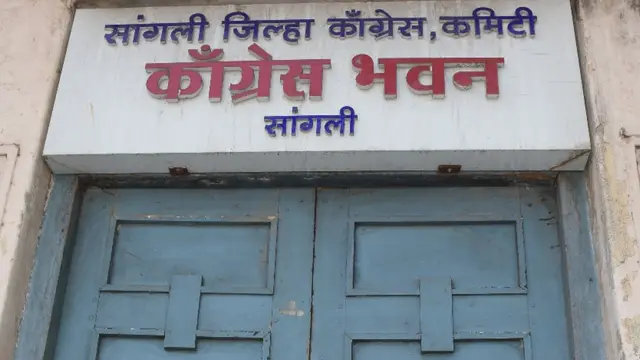 सांगली जिल्हा काँग्रेस, कमिटी
काँग्रेस भवन
सांगली